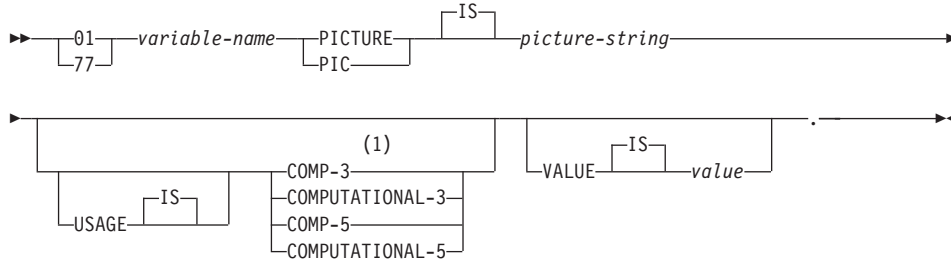 IS
01 variable-name PICTURE picture-string
77 PIC
(1)
COMP-3 VALUE IS value .
USAGE IS COMPUTATIONAL-3
COMP-5
COMPUTATIONAL-5